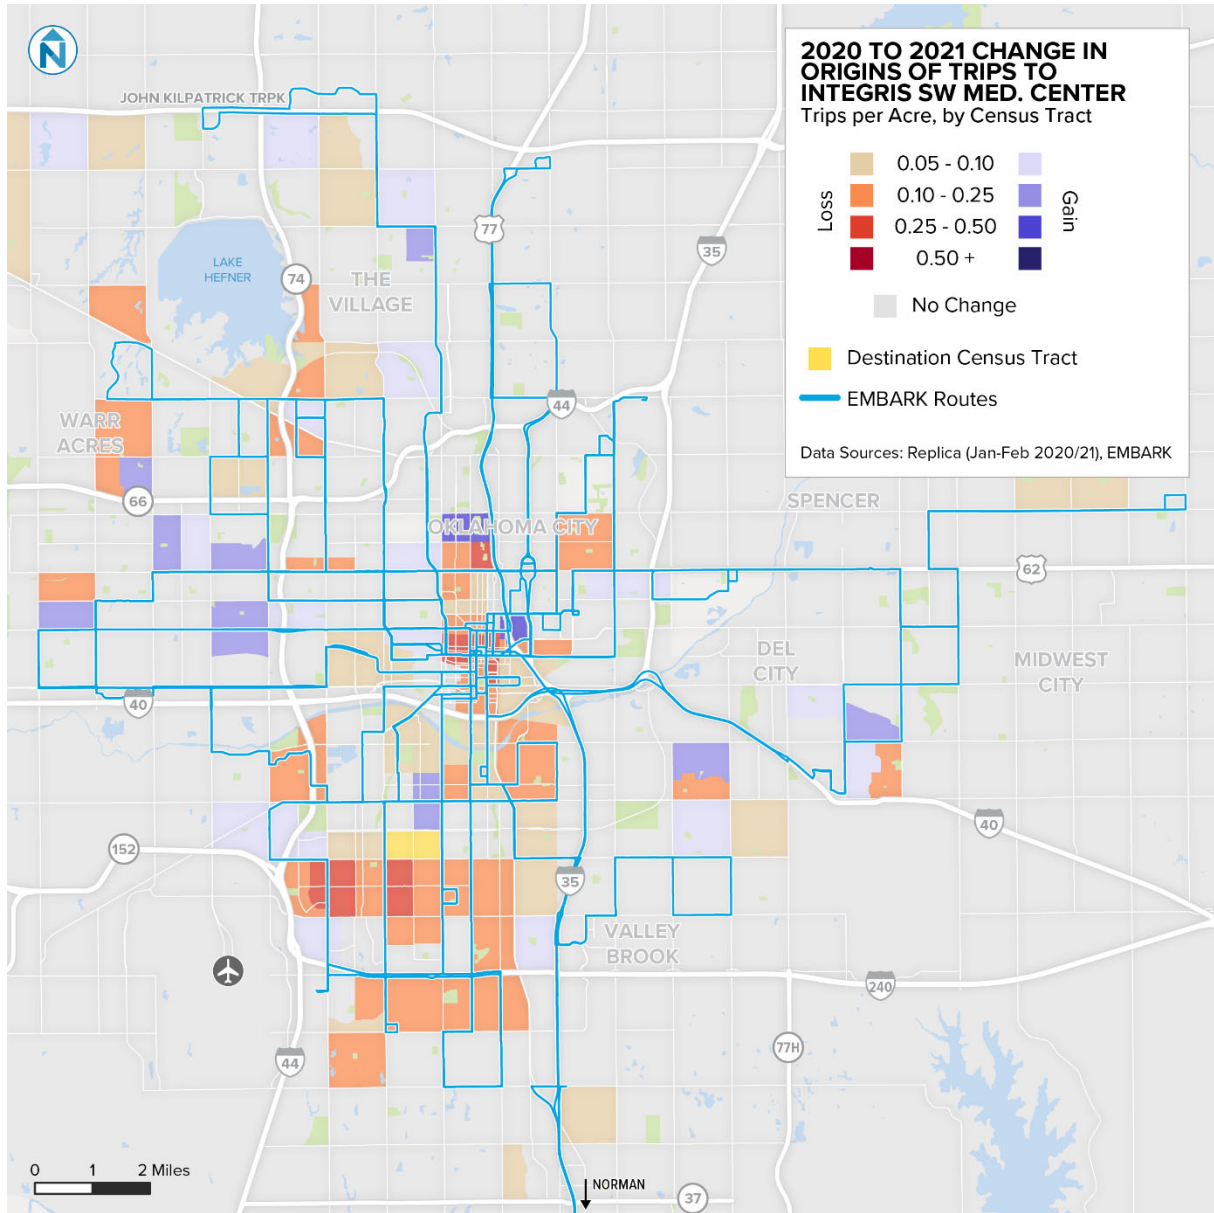 N
2020 TO 2021 CHANGE IN
ORIGINS OF TRIPS TO
INTEGRIS SW MED. CENTER
Trips per Acre, by Census Tract
Loss
0.05 - 0.10
0.10 - 0.25
0.25 - 0.50
0.50 +
Gain
No Change
Destination Census Tract
EMBARK Routes
Data Sources: Replica (Jan-Feb 2020/21), EMBARK
JOHN KILPATRICK TRPK
77
35
LAKE
HEFNER
74
THE
VILLAGE
44
WARR
ACRES
66
OKLAHOMA CITY
SPENCER
62
DEL
CITY
MIDWEST
CITY
40
40
152
35
VALLEY
BROOK
240
77H
44
0 1 2 Miles
NORMAN
37